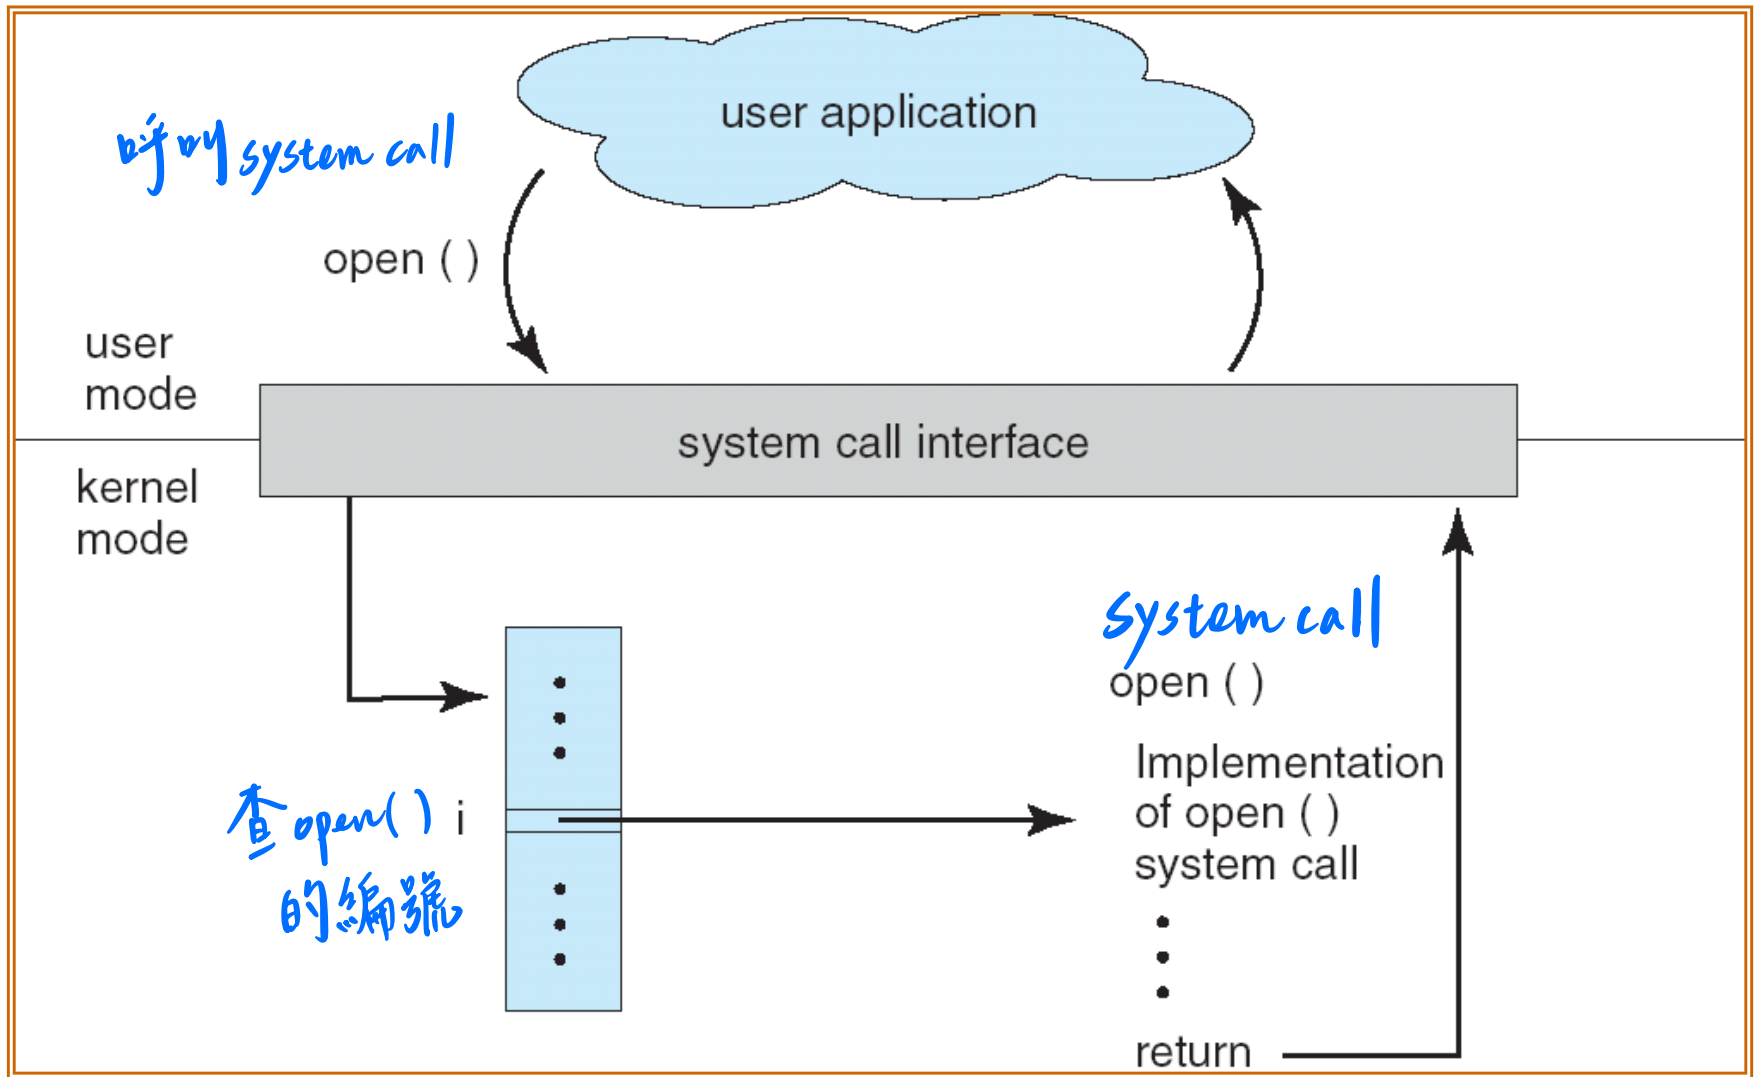 user application
呼叫 system call
open ( )
user
mode
system call interface
kernel
mode
system call
open ( )
查 open() i
的編號
Implementation
of open ( )
system call
return